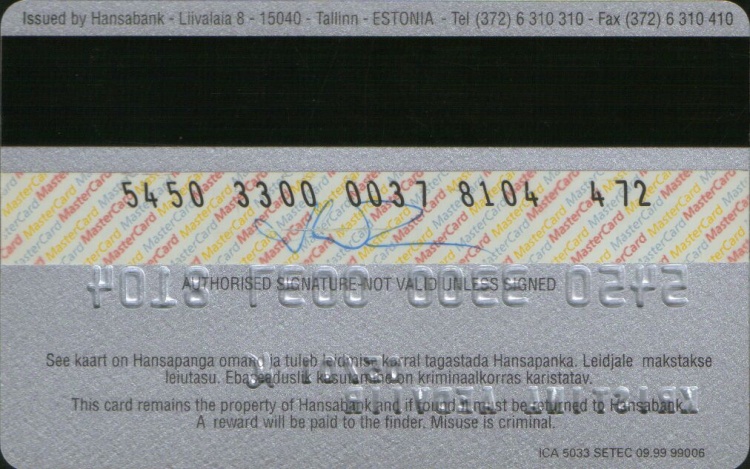 Issued by Hansabank - Liivalaia 8 - 15040 - Tallinn - ESTONIA - Tel (372) 6 310 310 - Fax (372) 6 310 410
5450 3300 0037 8104 472
AUTHORISED SIGNATURE-NOT VALID UNLESS SIGNED
See kaart on Hansapanga omand ja tuleb leidmise korral tagastada Hansapanka. Leidjale makstakse
leiutasu. Ebaseaduslik kasutamine on kriminaalkorras karistatav.
This card remains the property of Hansabank and if found it must be returned to Hansabank.
A reward will be paid to the finder. Misuse is criminal.
ICA 5033 SETEC 09.99 99006